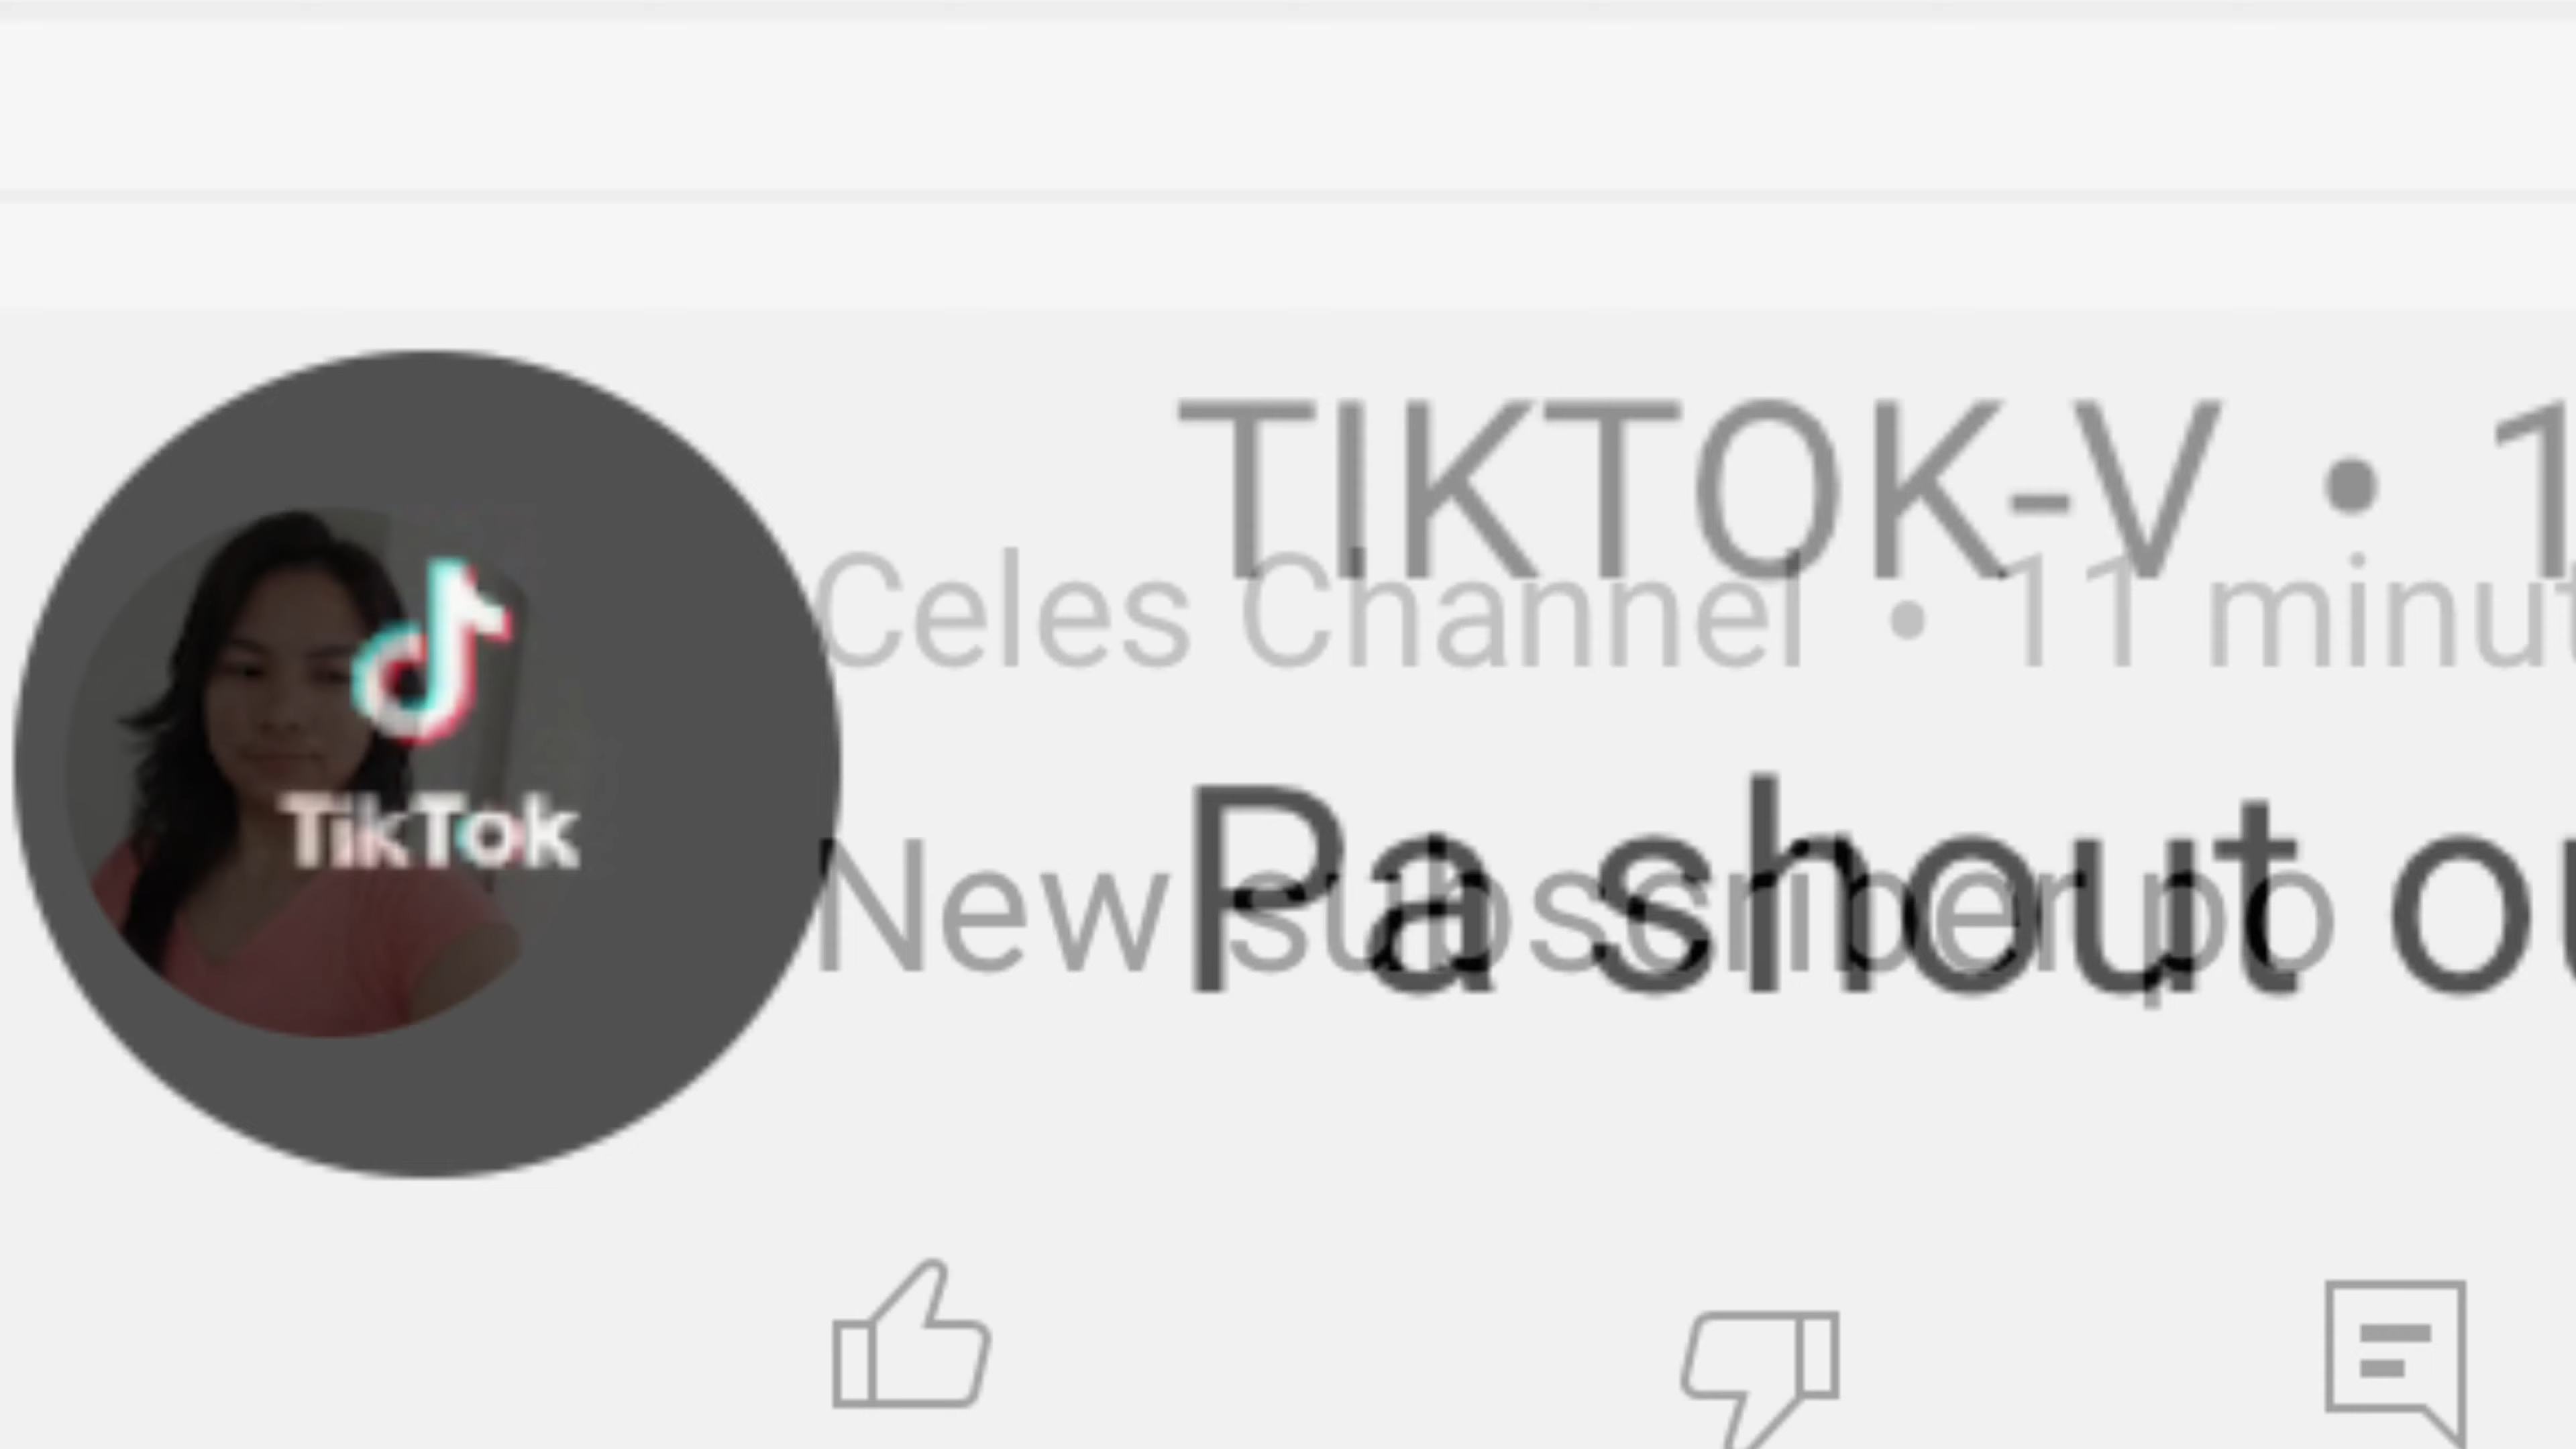 TIKTOK-V • 1
Celes Channel • 11 minut
TikTok
Pa shout ou
New subscriber po